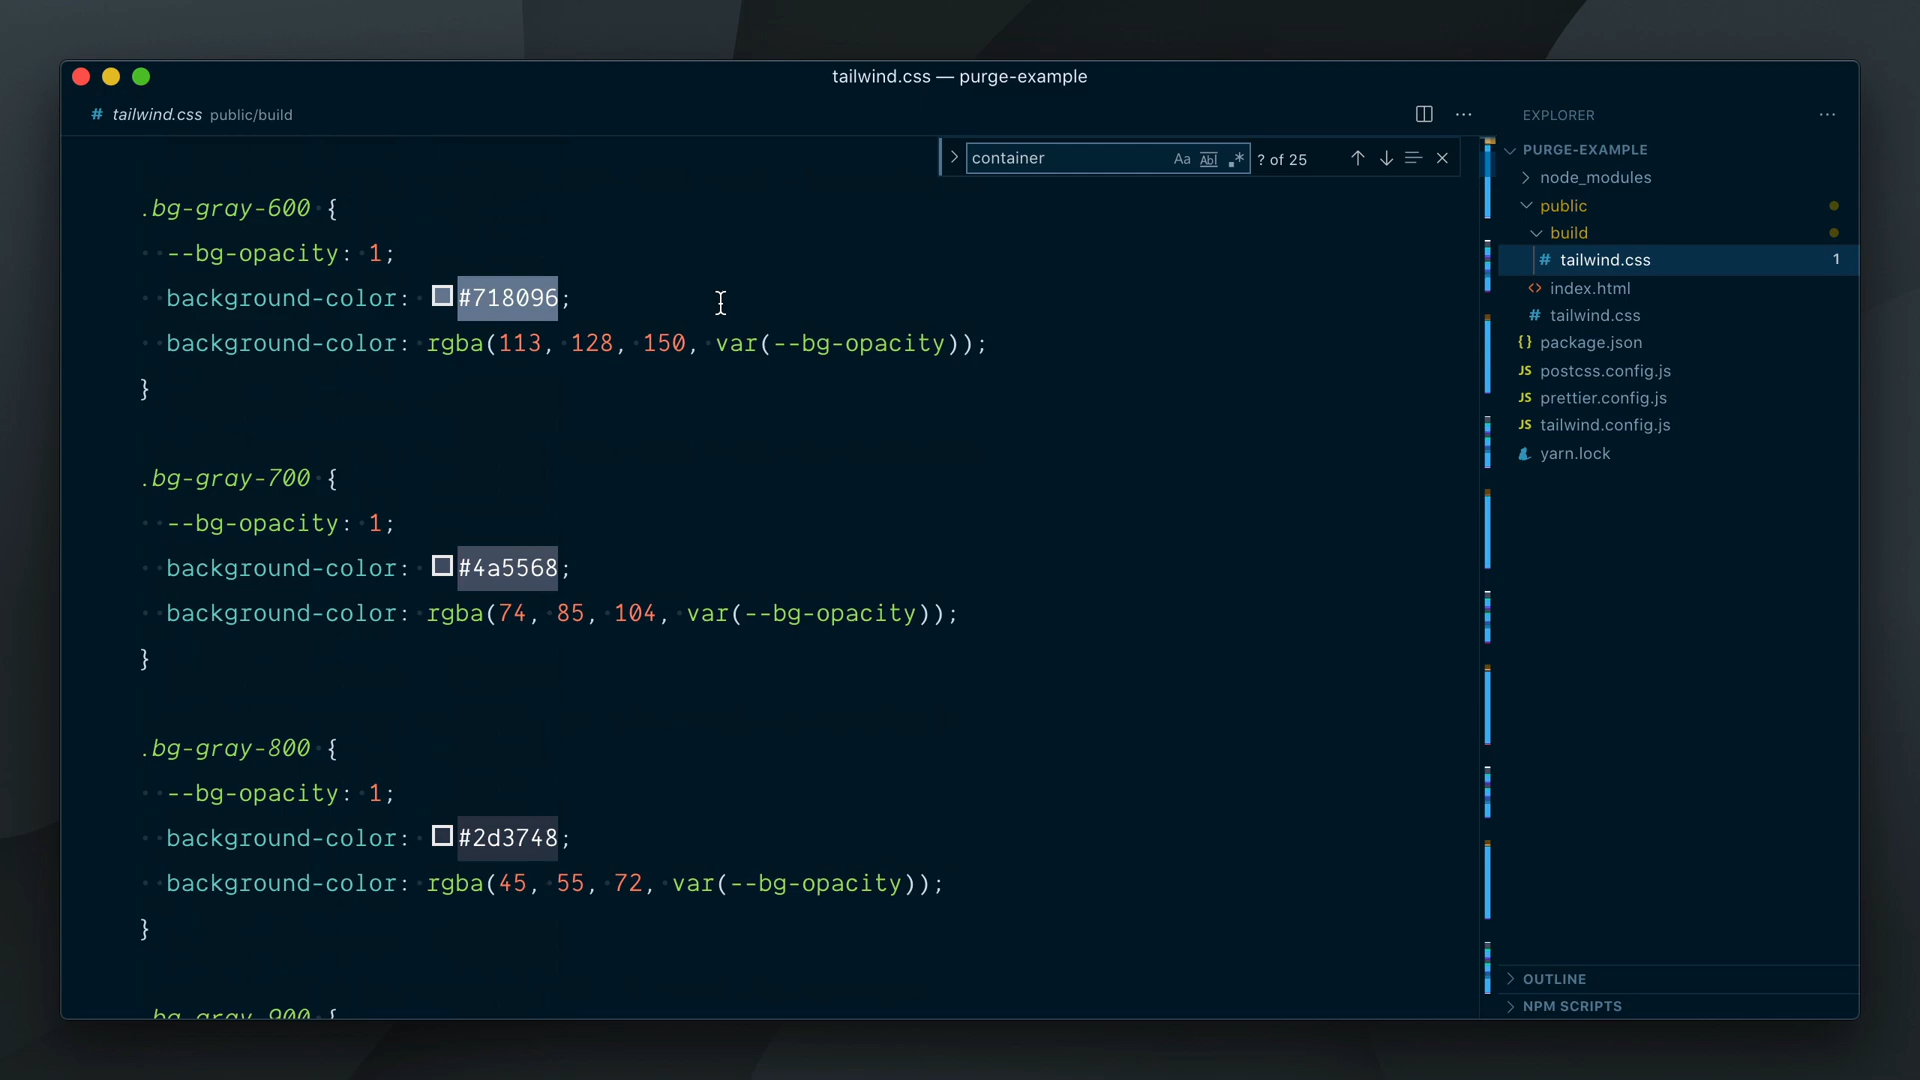 tailwind.css — purge-example
# tailwind.css public/build
container Aa Abl .* ? of 25
.bg-gray-600 {
--bg-opacity: 1;
background-color: #718096;
background-color: rgba(113, 128, 150, var(--bg-opacity));
}
.bg-gray-700 {
--bg-opacity: 1;
background-color: #4a5568;
background-color: rgba(74, 85, 104, var(--bg-opacity));
}
.bg-gray-800 {
--bg-opacity: 1;
background-color: #2d3748;
background-color: rgba(45, 55, 72, var(--bg-opacity));
}
.bg-gray-900 {
EXPLORER
PURGE-EXAMPLE
node_modules
public
build
# tailwind.css 1
<> index.html
# tailwind.css
{} package.json
JS postcss.config.js
JS prettier.config.js
JS tailwind.config.js
yarn.lock
OUTLINE
NPM SCRIPTS